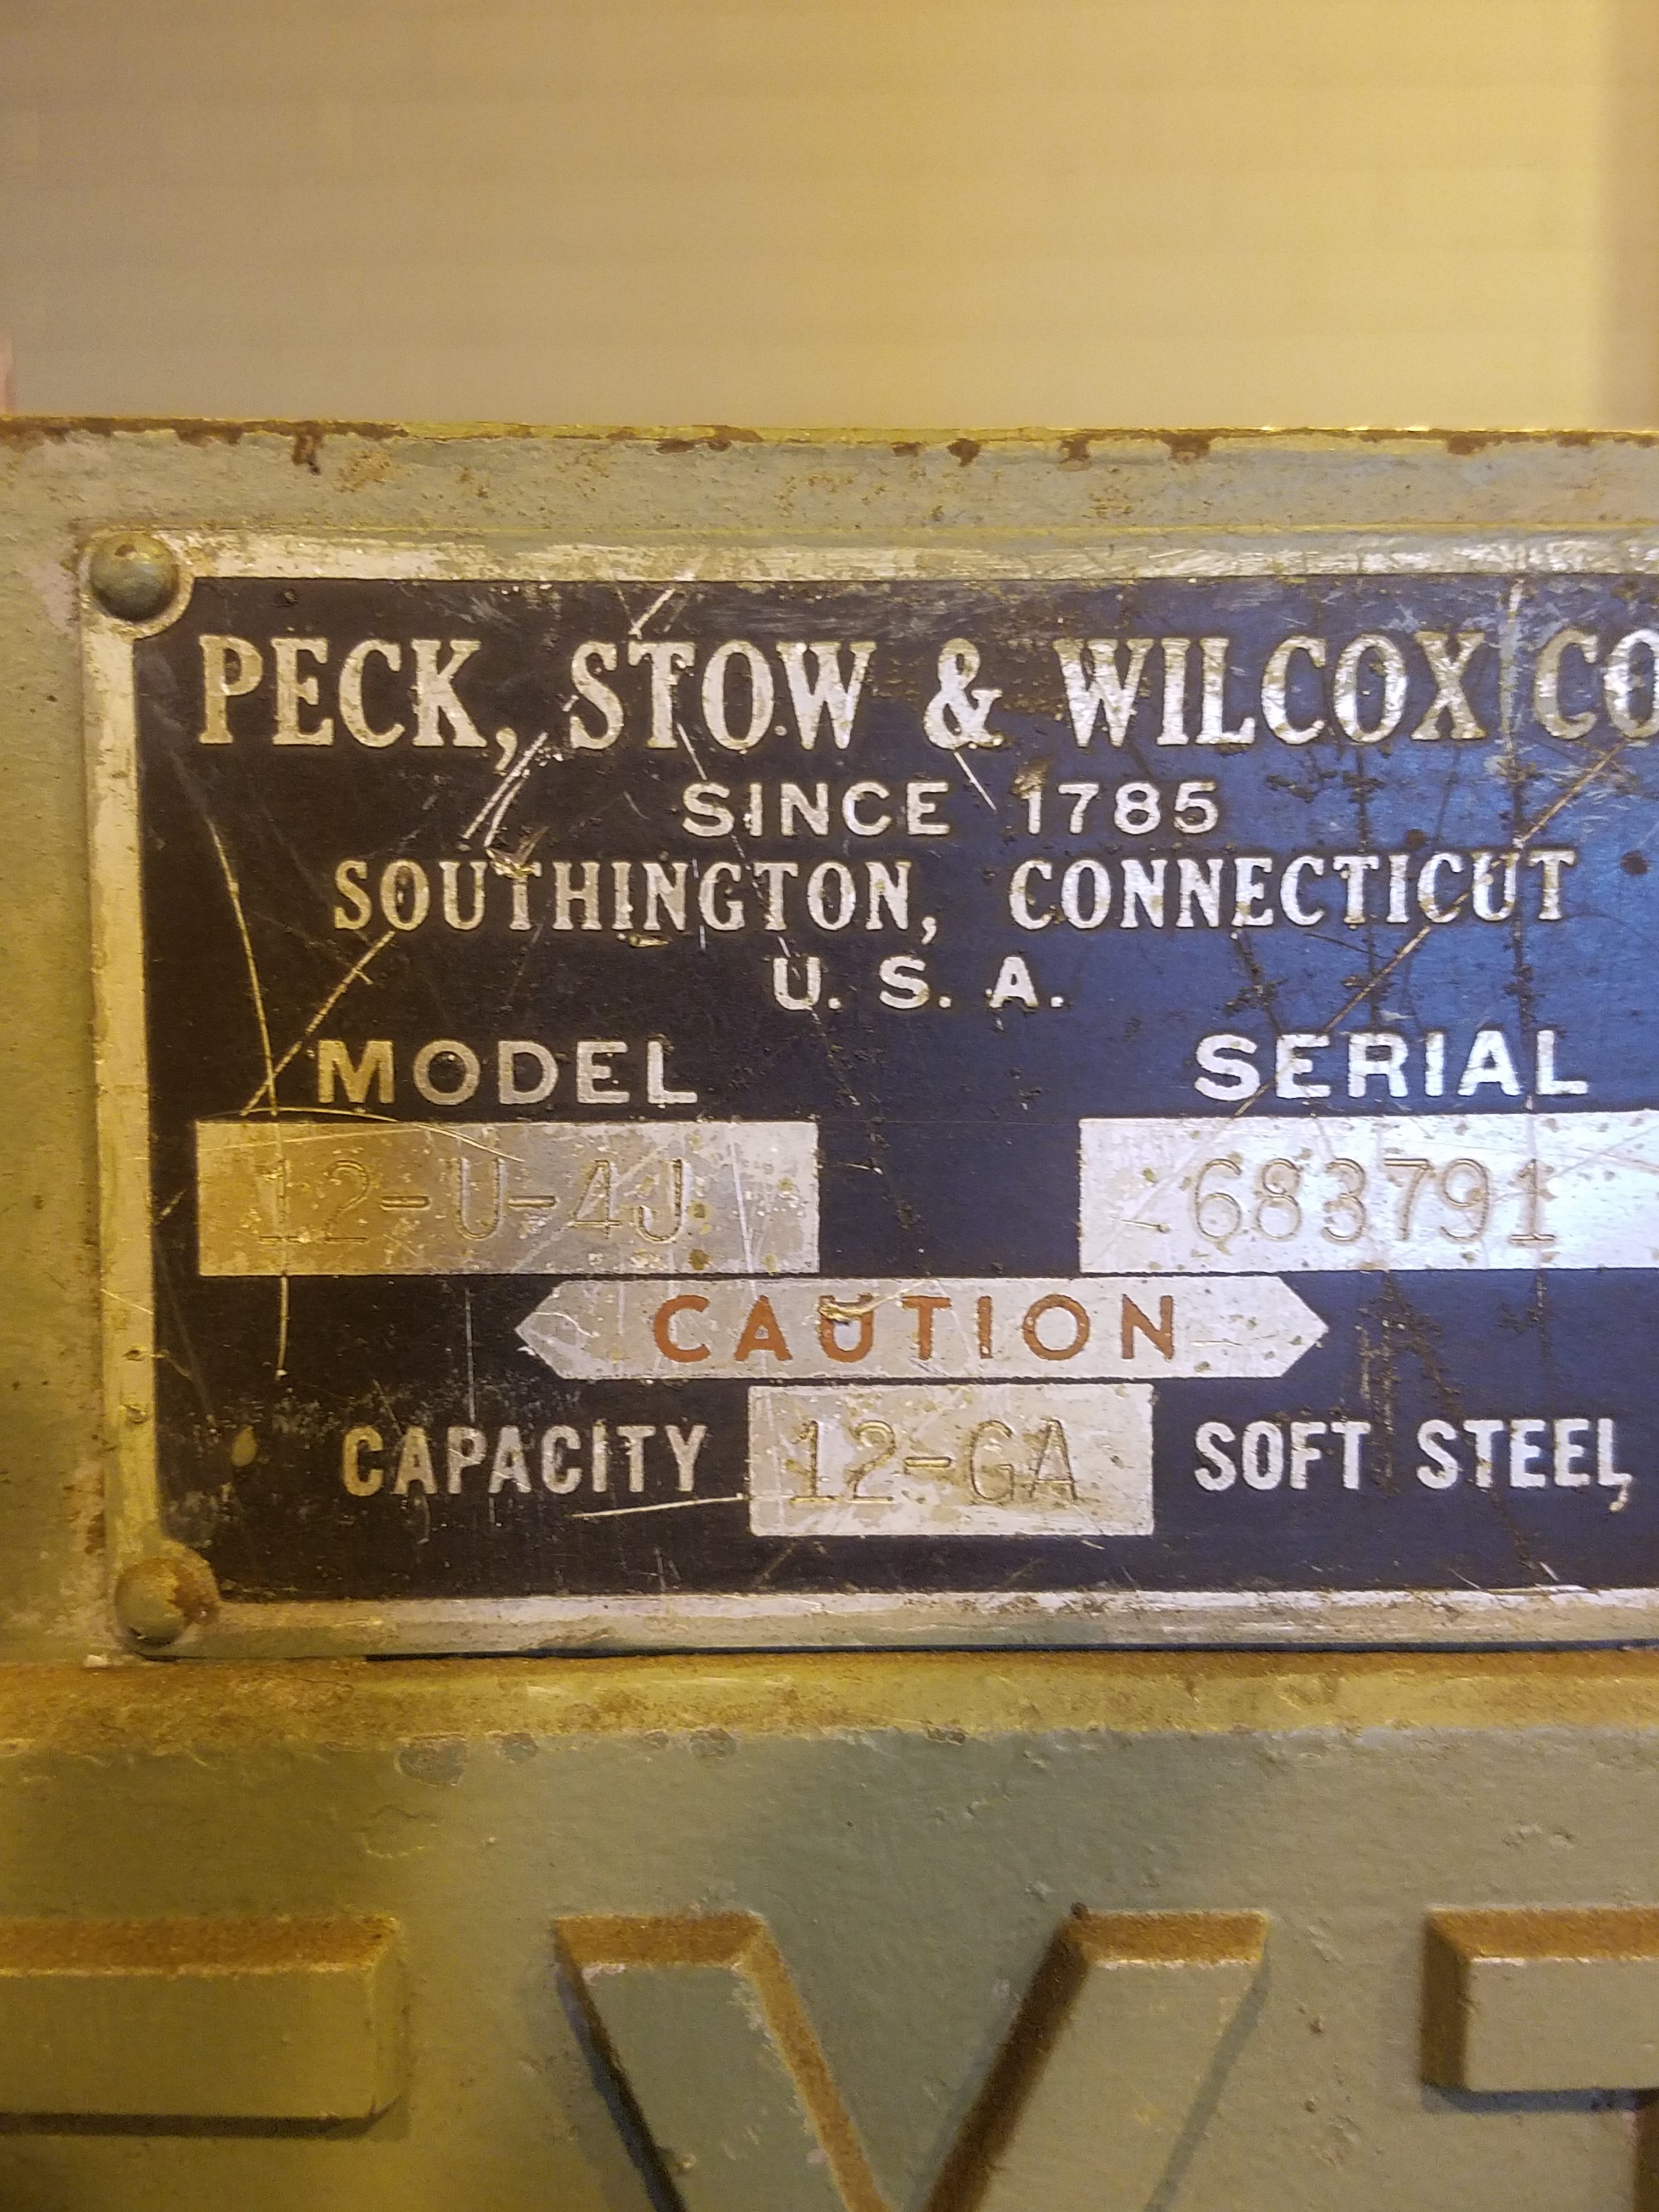 PECK, STOW & WILCOX CO
SINCE 1785
SOUTHINGTON, CONNECTICUT
U. S. A.
MODEL SERIAL
12-U-4J 683791
CAUTION
CAPACITY 12-GA SOFT STEEL,